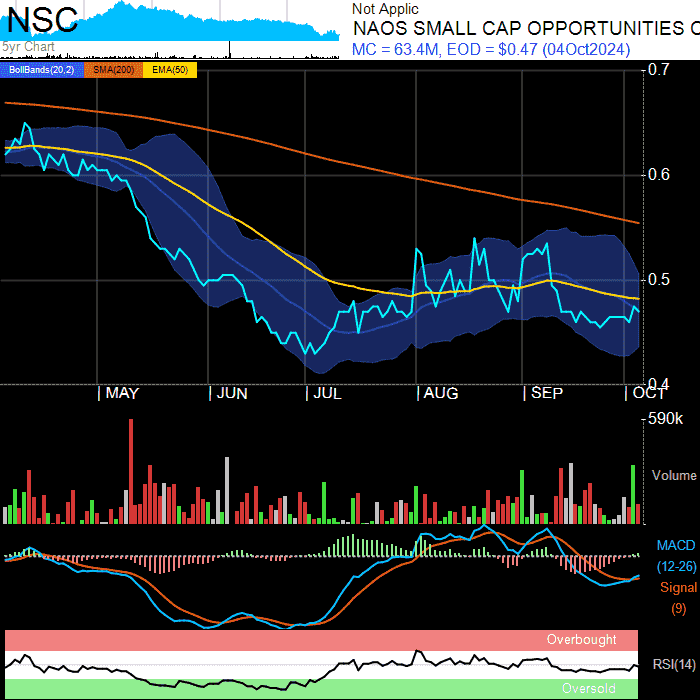 NSC
5yr Chart
Not Applic
NAOS SMALL CAP OPPORTUNITIES C
MC = 63.4M, EOD = $0.47 (04Oct2024)
BollBands(20,2) SMA(200) EMA(50)
0.7
0.6
0.5
0.4
MAY JUN JUL AUG SEP OCT
590k
Volume
MACD
(12-26)
Signal
(9)
Overbought
RSI(14)
Oversold